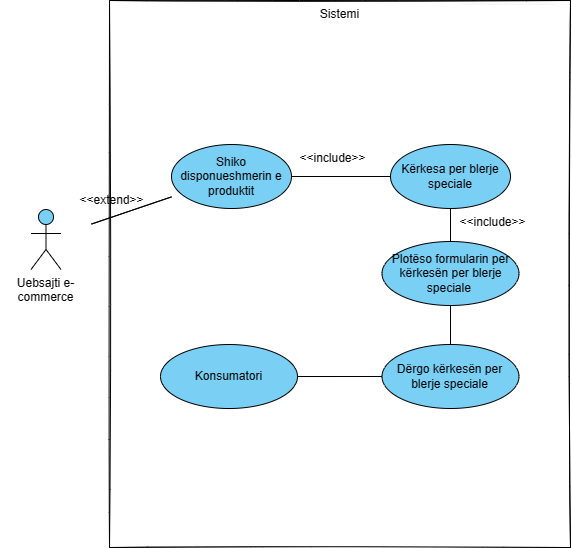 Sistemi
Shiko
disponueshmerin e
produktit
<<include>>
Kërkesa per blerje
speciale
<<extend>>
<<include>>
Uebsajti e-
commerce
Plotëso formularin per
kërkesën per blerje
speciale
Konsumatori
Dërgo kërkesën per
blerje speciale